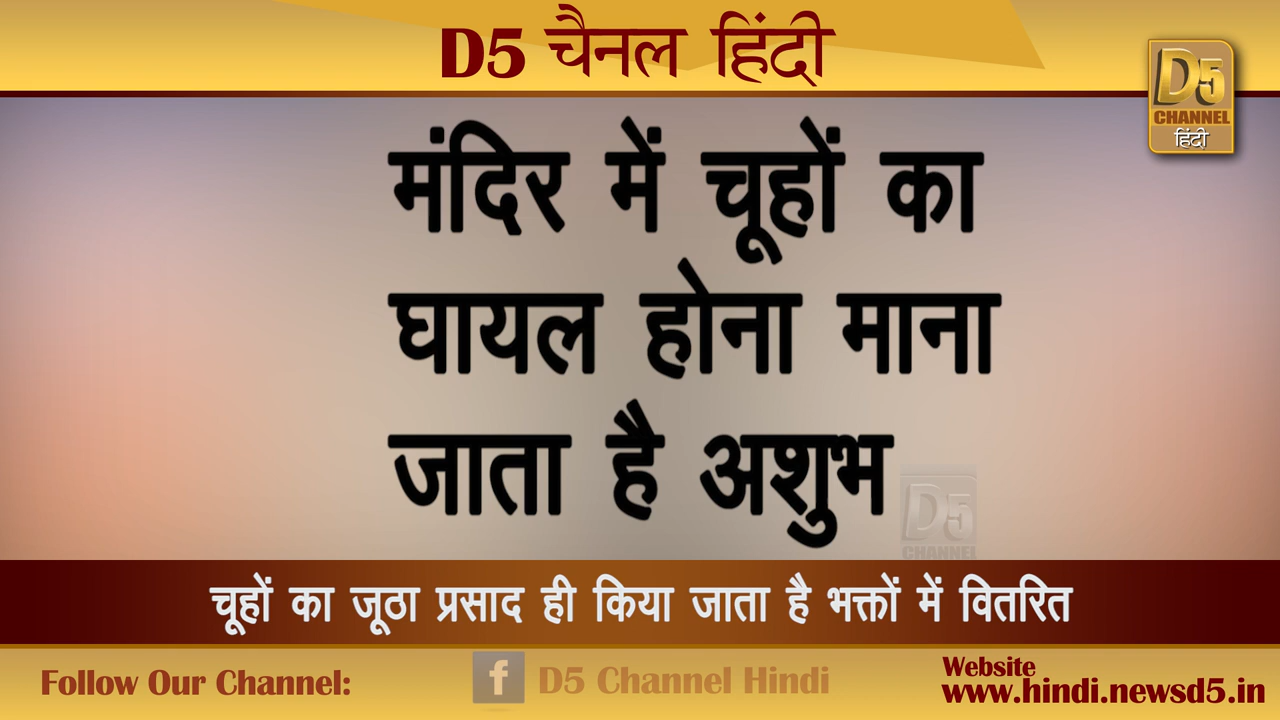 D5 चैनल हिंदी
D5
CHANNEL
हिंदी
मंदिर में चूहों का
घायल होना माना
जाता है अशुभ
D5
CHANNEL
चूहों का जूठा प्रसाद ही किया जाता है भक्तों में वितरित
Follow Our Channel:
f D5 Channel Hindi
Website
www.hindi.newsd5.in